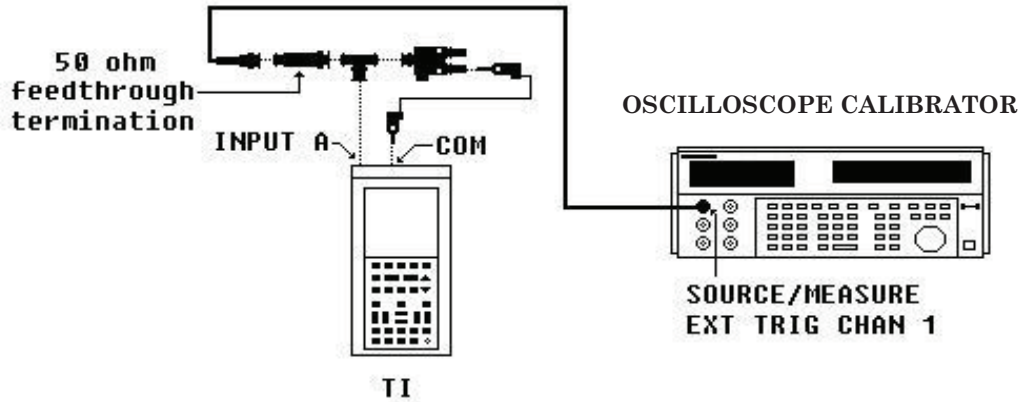 50 ohm
feedthrough
termination
INPUT A
COM
OSCILLOSCOPE CALIBRATOR
SOURCE/MEASURE
EXT TRIG CHAN 1
TI